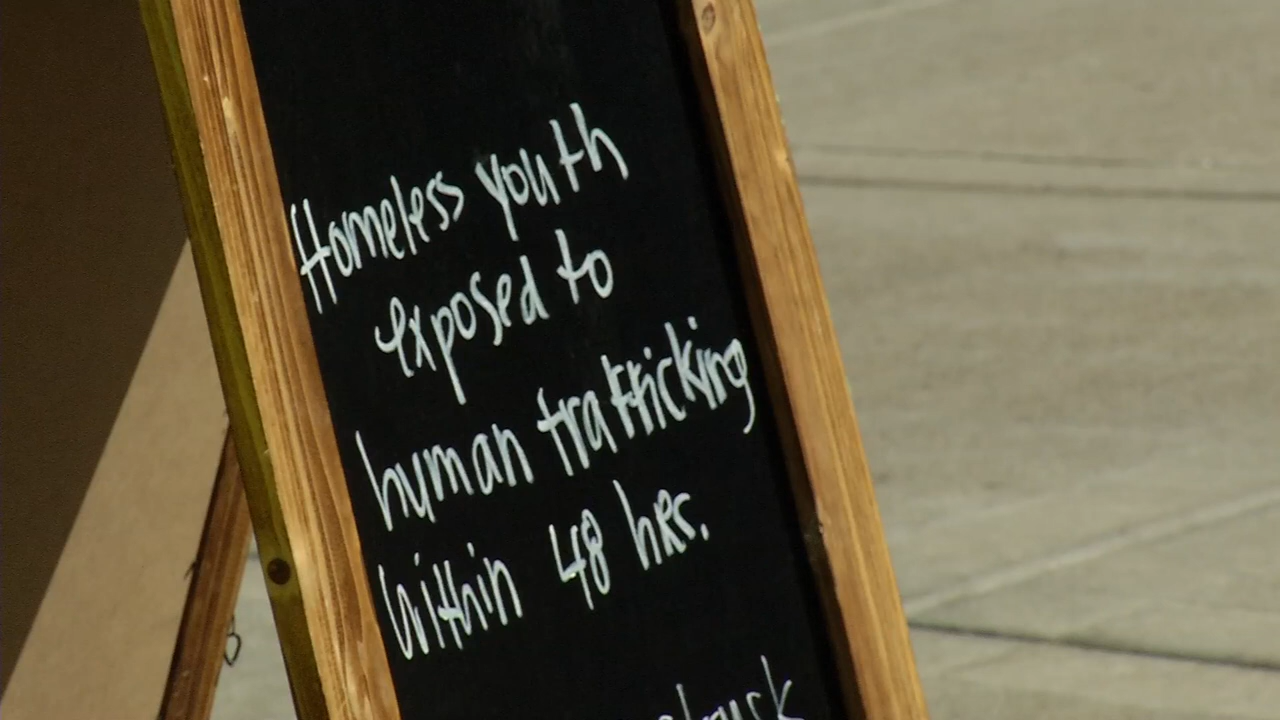 Homeless youth
exposed to
human trafficking
within 48 hrs.